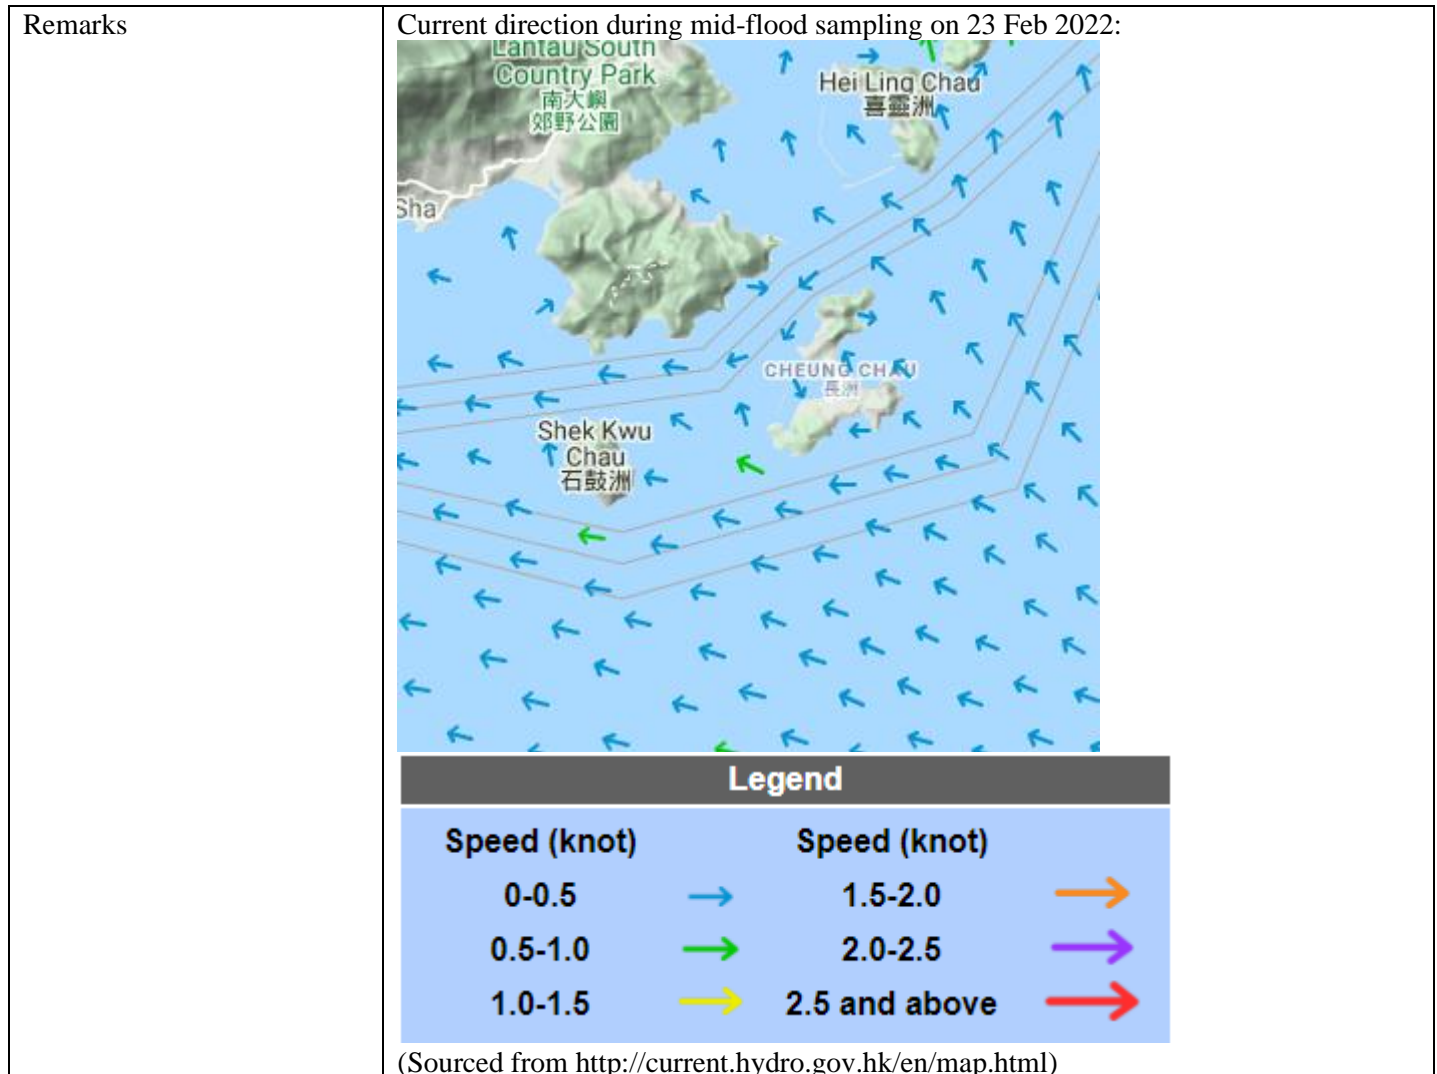 Remarks
Current direction during mid-flood sampling on 23 Feb 2022:
Lantau South
Country Park
南大嶼
郊野公園
Hei Ling Chau
喜靈洲
Sha
CHEUNG CHAU
長洲
Shek Kwu
Chau
石鼓洲
Legend
Speed (knot) Speed (knot)
0-0.5 1.5-2.0
0.5-1.0 2.0-2.5
1.0-1.5 2.5 and above
(Sourced from http://current.hydro.gov.hk/en/map.html)